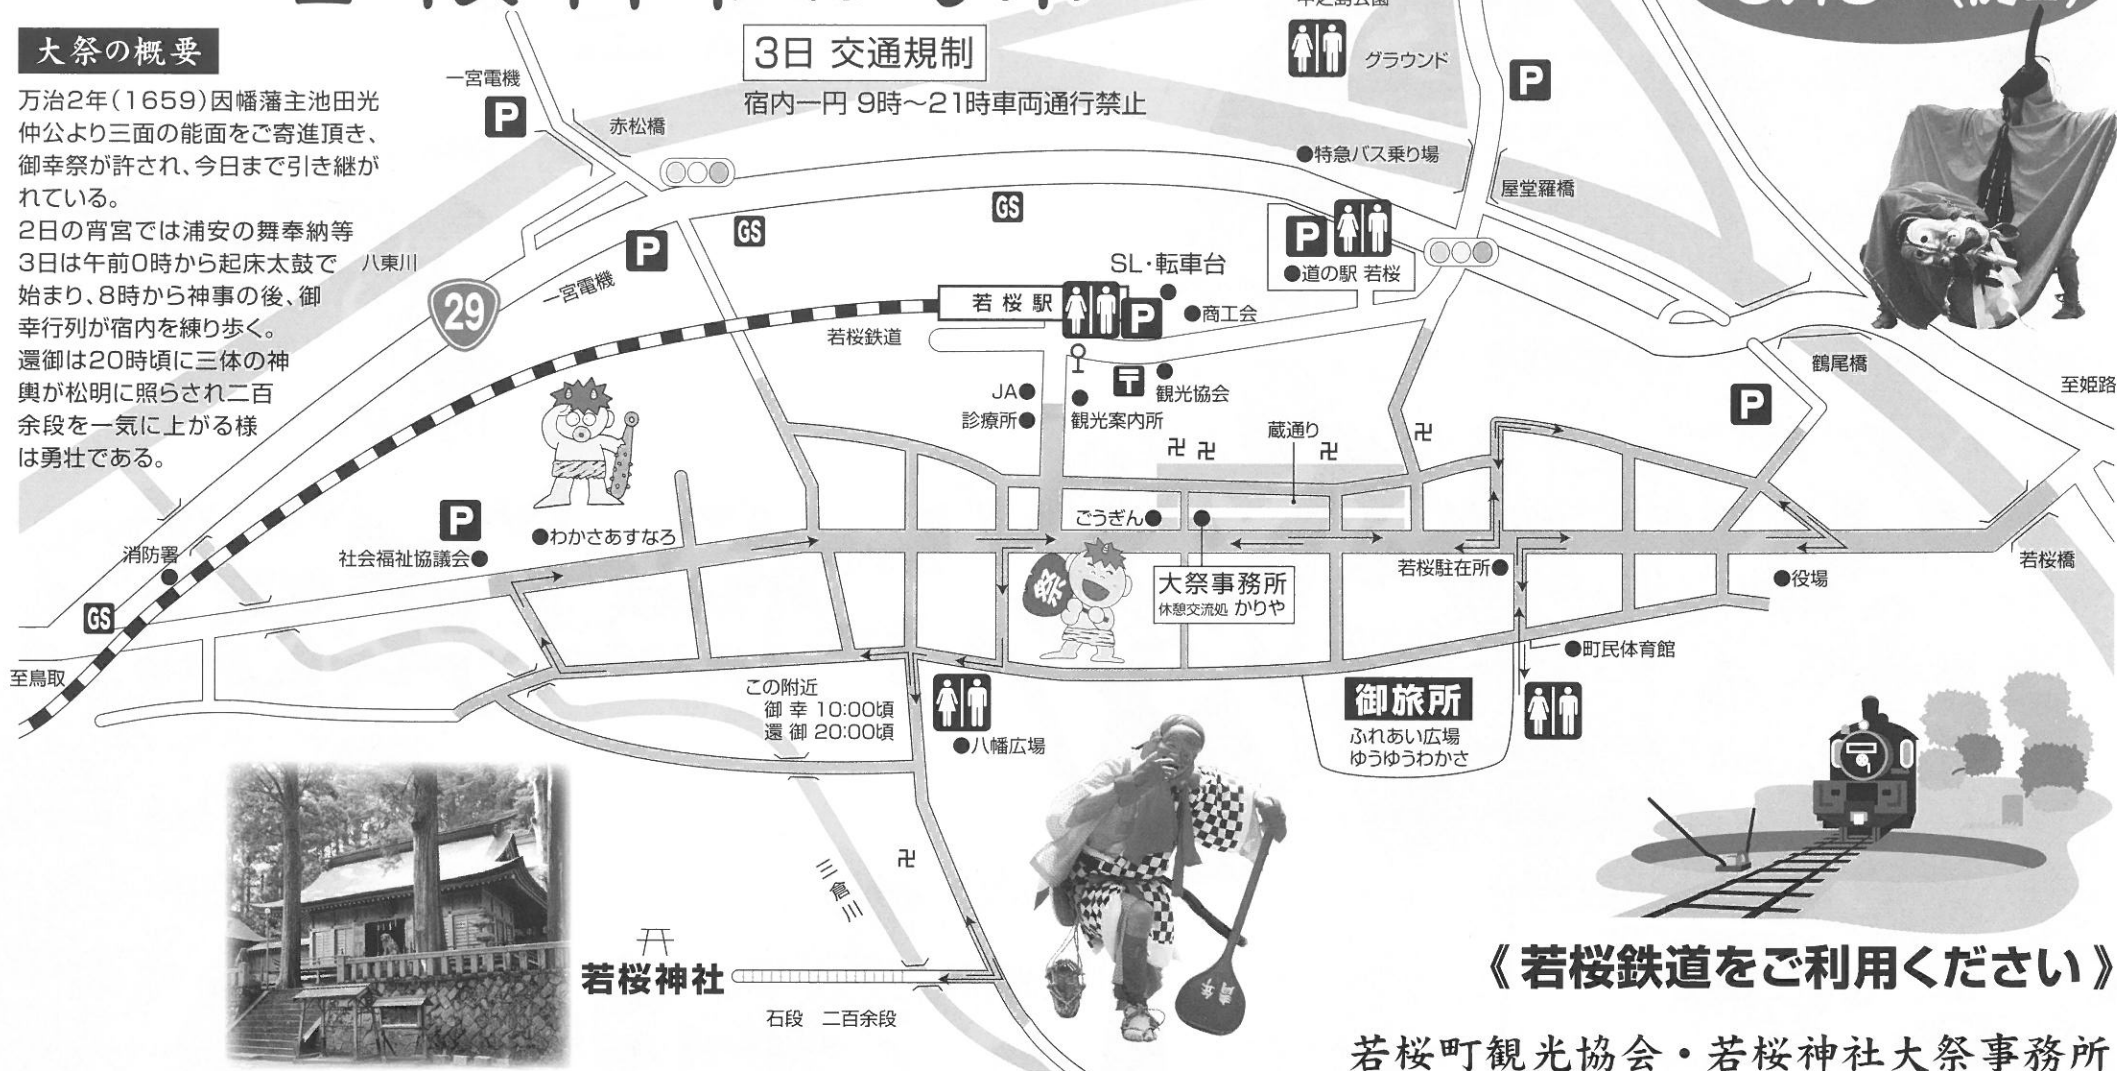 大祭の概要
万治2年(1659)因幡藩主池田光
仲公より三面の能面をご寄進頂き、
御幸祭が許され、今日まで引き継が
れている。
2日の宵宮では浦安の舞奉納等
3日は午前0時から起床太鼓で
始まり、8時から神事の後、御
幸行列が宿内を練り歩く。
還御は20時頃に三体の神
輿が松明に照らされ二百
余段を一気に上がる様
は勇壮である。
3日 交通規制
宿内一円 9時〜21時車両通行禁止
グラウンド
一宮電機
P
赤松橋
P
●特急バス乗り場
屋堂羅橋
GS
GS
P
八東川
29
一宮電機
P
●道の駅 若桜
SL・転車台
若桜駅
P
●商工会
若桜鉄道
鶴尾橋
至姫路
P
JA●
診療所●
〒
観光協会
観光案内所
卍
卍
卍
卍
蔵通り
P
●わかさあすなろ
社会福祉協議会●
消防署
GS
至鳥取
ごうぎん●
祭
大祭事務所
休憩交流処 かりや
若桜駐在所●
●役場
若桜橋
●町民体育館
この附近
御幸 10:00頃
還御 20:00頃
●八幡広場
御旅所
ふれあい広場
ゆうゆうわかさ
三倉川
卍
若桜神社
石段 二百余段
《若桜鉄道をご利用ください》
若桜町観光協会・若桜神社大祭事務所